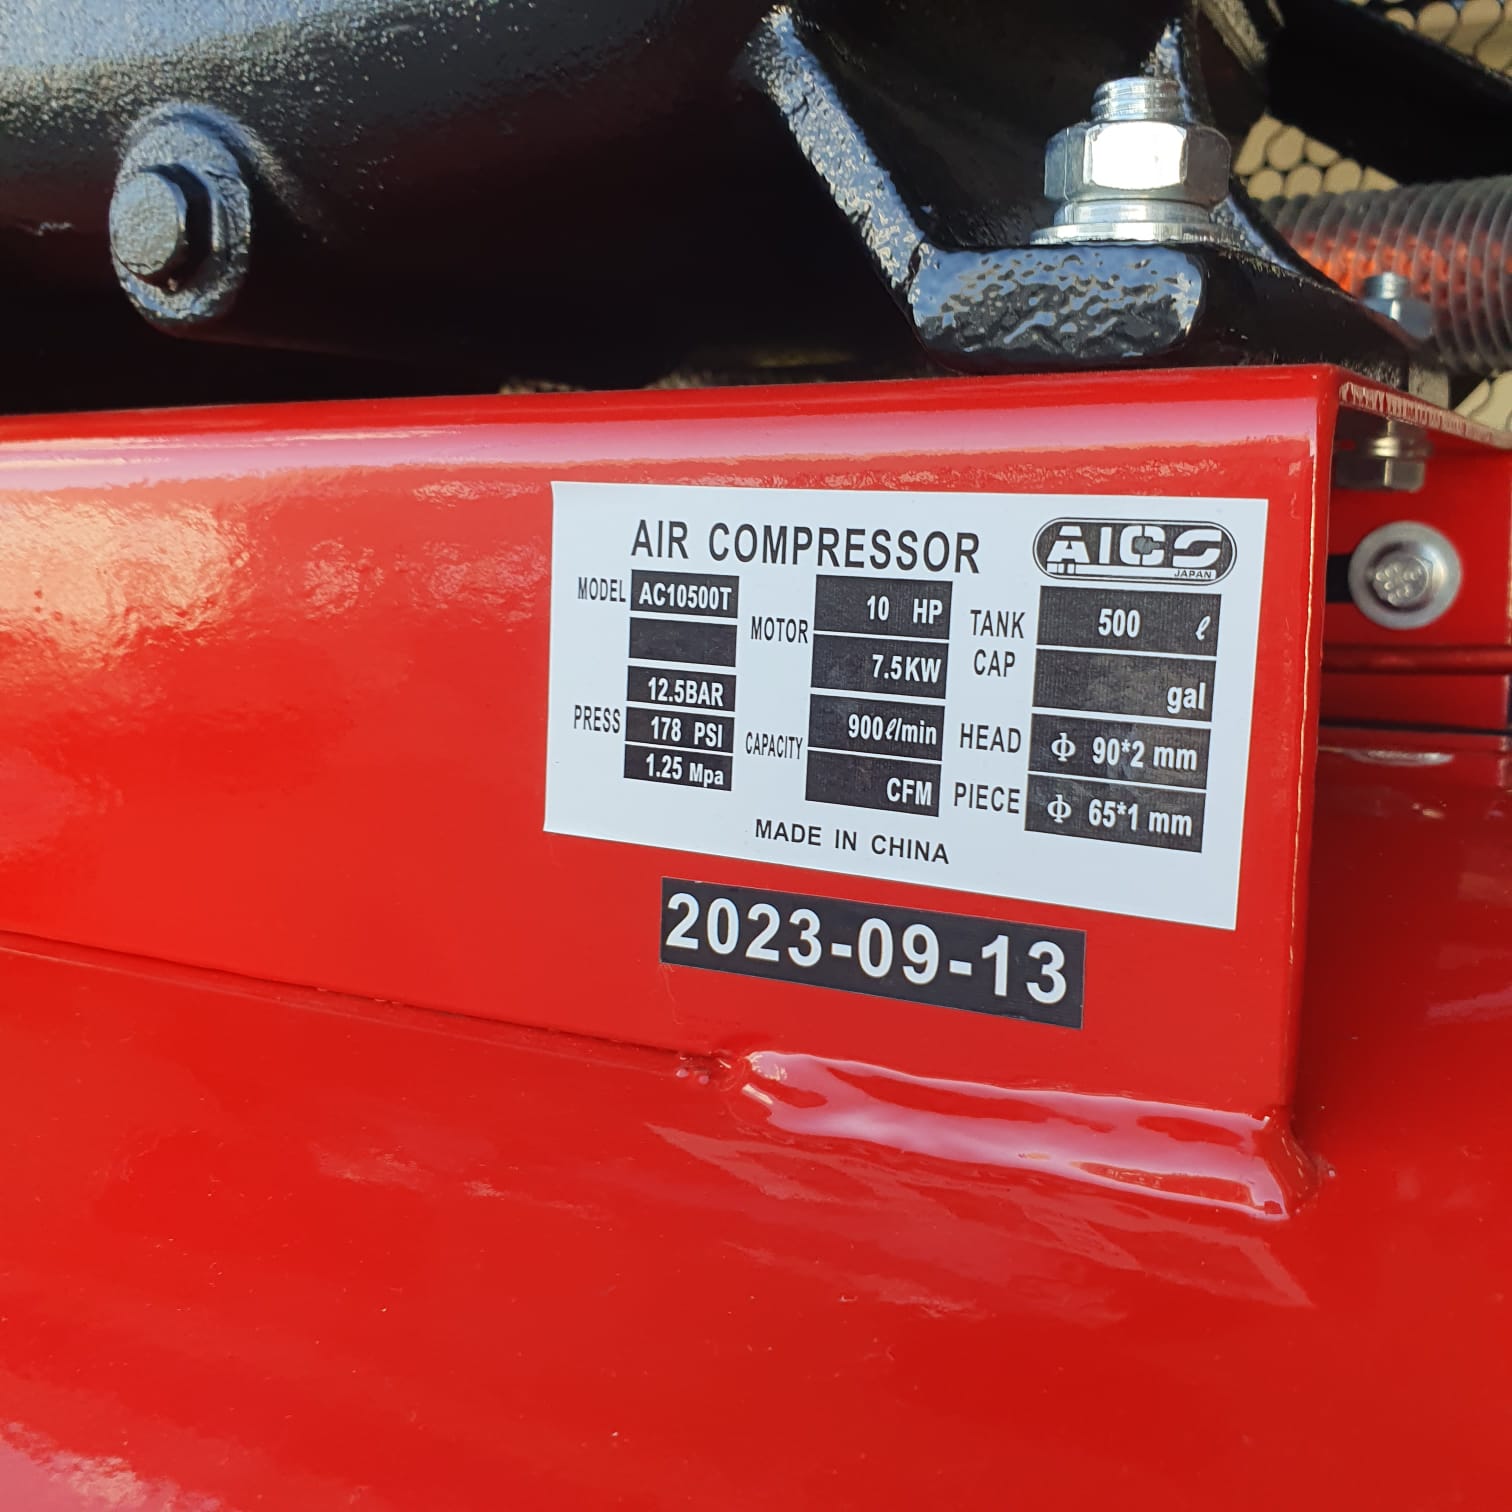 AIR COMPRESSOR
AICS
JAPAN
MODEL AC10500T
PRESS 12.5BAR
178 PSI
1.25 Mpa
MOTOR 10 HP
7.5KW
CAPACITY 900ℓ/min
CFM
TANK CAP 500 ℓ
gal
HEAD Φ 90*2 mm
PIECE Φ 65*1 mm
MADE IN CHINA
2023-09-13